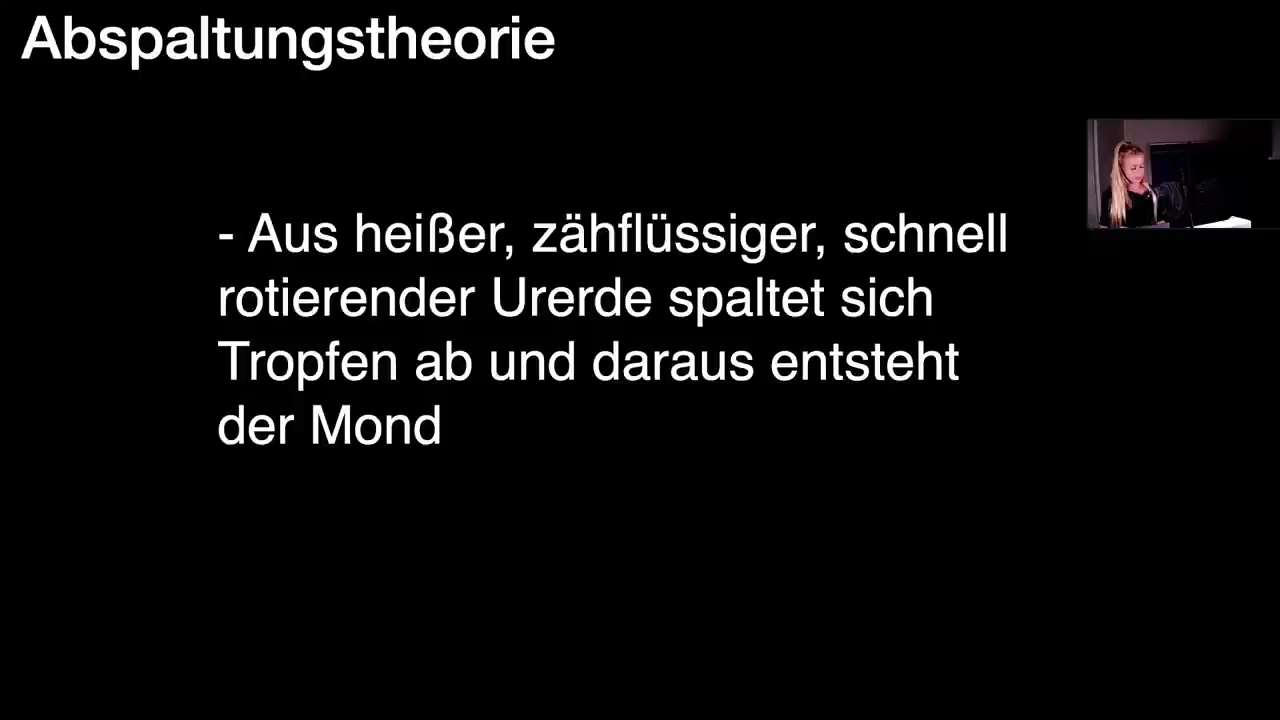 Abspaltungstheorie
- Aus heißer, zähflüssiger, schnell
rotierender Urerde spaltet sich
Tropfen ab und daraus entsteht
der Mond